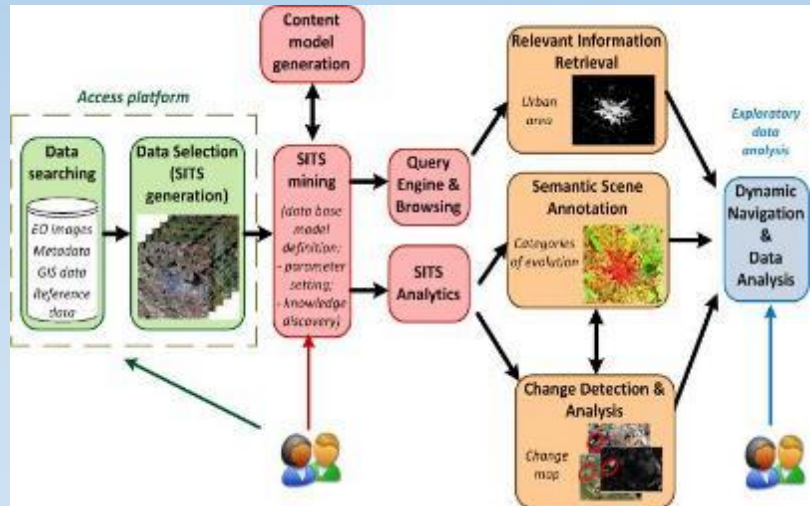 Access platform
Data
searching
EO images
Metadata
GIS data
Reference
data
Data Selection
(SITS
generation)
Content
model
generation
SITS
mining
(data base
model
definition;
- parameter
setting;
- knowledge
discovery)
Query
Engine &
Browsing
SITS
Analytics
Relevant Information
Retrieval
Urban
area
Semantic Scene
Annotation
Categories
of evolution
Change Detection &
Analysis
Change
map
Exploratory
data
analysis
Dynamic
Navigation
&
Data
Analysis